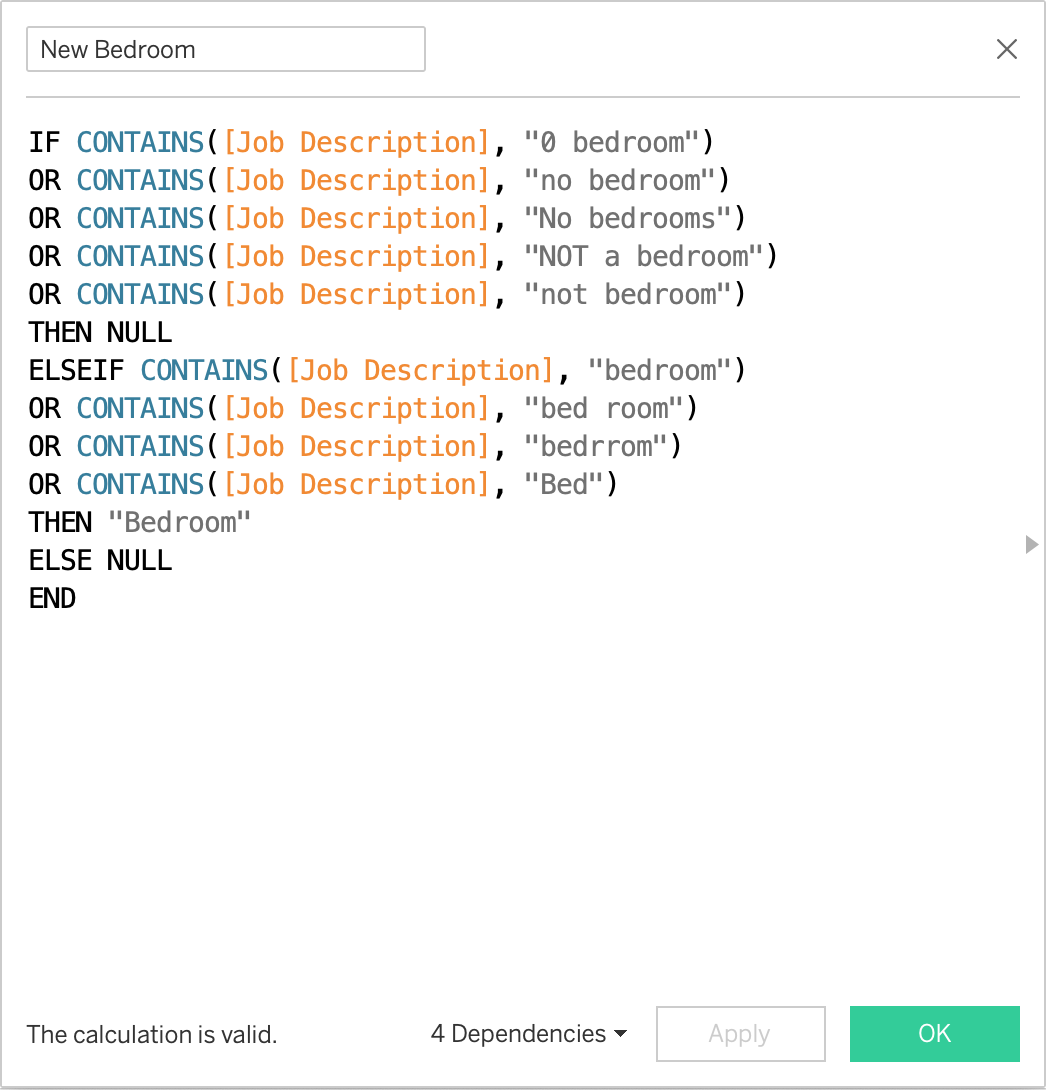 New Bedroom
IF CONTAINS([Job Description], "0 bedroom")
OR CONTAINS([Job Description], "no bedroom")
OR CONTAINS([Job Description], "No bedrooms")
OR CONTAINS([Job Description], "NOT a bedroom")
OR CONTAINS([Job Description], "not bedroom")
THEN NULL
ELSEIF CONTAINS([Job Description], "bedroom")
OR CONTAINS([Job Description], "bed room")
OR CONTAINS([Job Description], "bedrrom")
OR CONTAINS([Job Description], "Bed")
THEN "Bedroom"
ELSE NULL
END
The calculation is valid. 4 Dependencies Apply OK